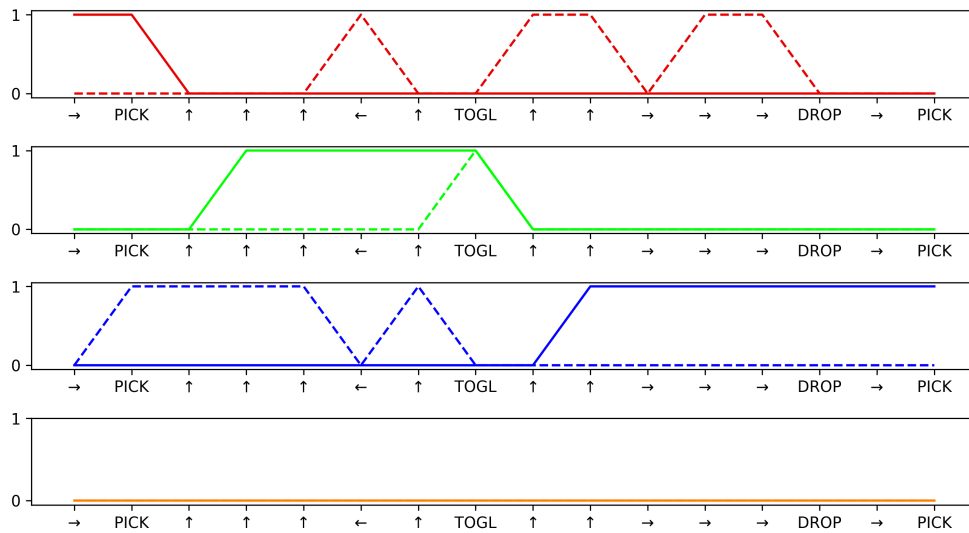 1
0
→ PICK ↑ ↑ ↑ ← ↑ TOGL ↑ ↑ → → → DROP → PICK
1
0
→ PICK ↑ ↑ ↑ ← ↑ TOGL ↑ ↑ → → → DROP → PICK
1
0
→ PICK ↑ ↑ ↑ ← ↑ TOGL ↑ ↑ → → → DROP → PICK
1
0
→ PICK ↑ ↑ ↑ ← ↑ TOGL ↑ ↑ → → → DROP → PICK